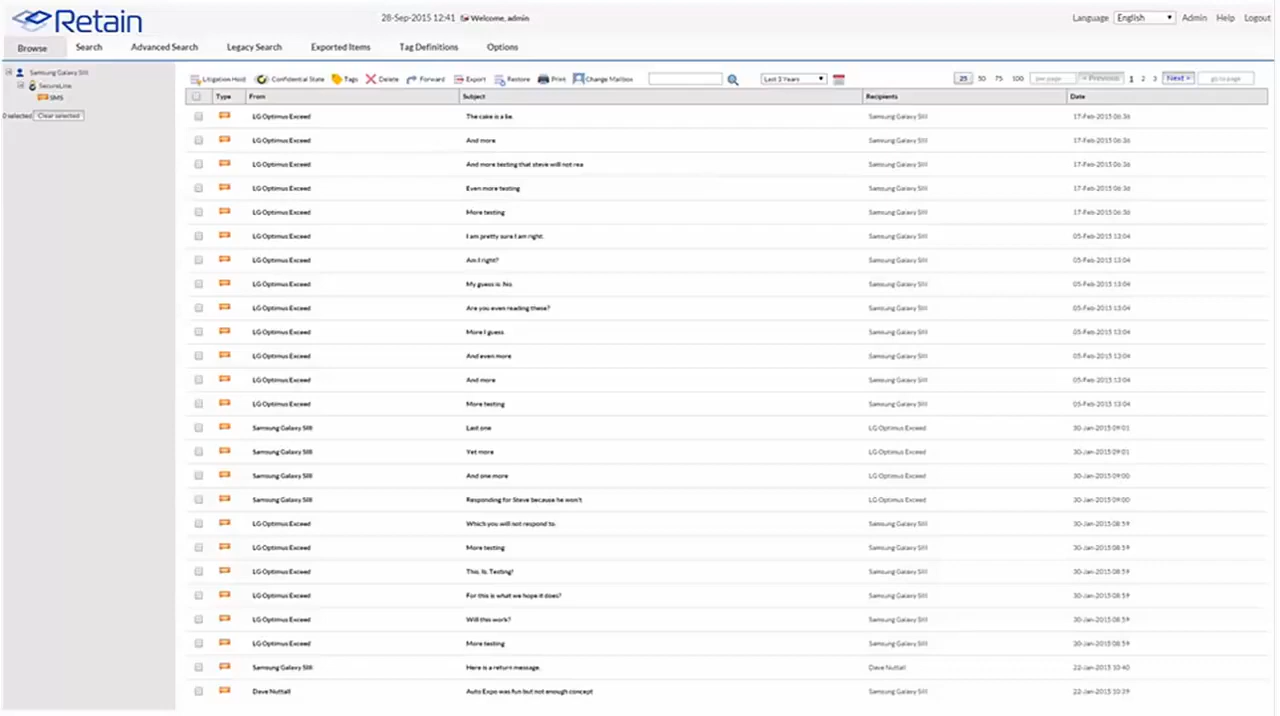 Retain
28-Sep-2015 12:41 Welcome, admin
Language English Admin Help Logout
Browse Search Advanced Search Legacy Search Exported Items Tag Definitions Options
Samsung Galaxy SIII
SecureLink
SMS
0 selected Clear selected
Litigation Hold Confidential State Tags Delete Forward Export Restore Print Change Mailbox Last 3 Years 25 50 75 100 per page < Previous 1 2 3 Next > go to page
Type From Subject Recipients Date
LG Optimus Exceed The cake is a lie. Samsung Galaxy SIII 17-Feb-2015 06:36
LG Optimus Exceed And more Samsung Galaxy SIII 17-Feb-2015 06:36
LG Optimus Exceed And more testing that steve will not rea Samsung Galaxy SIII 17-Feb-2015 06:36
LG Optimus Exceed Even more testing Samsung Galaxy SIII 17-Feb-2015 06:36
LG Optimus Exceed More testing Samsung Galaxy SIII 17-Feb-2015 06:36
LG Optimus Exceed I am pretty sure I am right. Samsung Galaxy SIII 05-Feb-2015 13:04
LG Optimus Exceed Am I right? Samsung Galaxy SIII 05-Feb-2015 13:04
LG Optimus Exceed My guess is: No. Samsung Galaxy SIII 05-Feb-2015 13:04
LG Optimus Exceed Are you even reading these? Samsung Galaxy SIII 05-Feb-2015 13:04
LG Optimus Exceed More I guess. Samsung Galaxy SIII 05-Feb-2015 13:04
LG Optimus Exceed And even more Samsung Galaxy SIII 05-Feb-2015 13:04
LG Optimus Exceed And more Samsung Galaxy SIII 05-Feb-2015 13:04
LG Optimus Exceed More testing Samsung Galaxy SIII 05-Feb-2015 13:04
Samsung Galaxy SIII Last one LG Optimus Exceed 30-Jan-2015 09:01
Samsung Galaxy SIII Yet more LG Optimus Exceed 30-Jan-2015 09:01
Samsung Galaxy SIII And one more LG Optimus Exceed 30-Jan-2015 09:00
Samsung Galaxy SIII Responding for Steve because he won't. LG Optimus Exceed 30-Jan-2015 09:00
LG Optimus Exceed Which you will not respond to. Samsung Galaxy SIII 30-Jan-2015 08:59
LG Optimus Exceed More testing Samsung Galaxy SIII 30-Jan-2015 08:59
LG Optimus Exceed This. Is. Testing! Samsung Galaxy SIII 30-Jan-2015 08:59
LG Optimus Exceed For this is what we hope it does? Samsung Galaxy SIII 30-Jan-2015 08:59
LG Optimus Exceed Will this work? Samsung Galaxy SIII 30-Jan-2015 08:59
LG Optimus Exceed More testing Samsung Galaxy SIII 30-Jan-2015 08:59
Samsung Galaxy SIII Here is a return message. Dave Nuttall 22-Jan-2015 10:40
Dave Nuttall Auto Expo was fun but not enough concept Samsung Galaxy SIII 22-Jan-2015 10:39